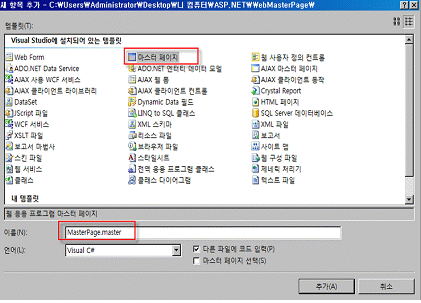 새 항목 추가 - C:₩Users₩Administrator₩Desktop₩LJ 컴퓨터₩ASP.NET₩WebMasterPage₩
템플릿(T):
Visual Studio에 설치되어 있는 템플릿
Web Form 마스터 페이지 웹 사용자 정의 컨트롤
ADO.NET Data Service ADO.NET 엔터티 데이터 모델 AJAX 마스터 페이지
AJAX 사용 WCF 서비스 AJAX 웹 폼 AJAX 클라이언트 동작
AJAX 클라이언트 라이브러리 AJAX 클라이언트 컨트롤 Crystal Report
DataSet Dynamic Data 필드 HTML 페이지
JScript 파일 LINQ to SQL 클래스 SQL Server 데이터베이스
WCF 서비스 XML 스키마 XML 파일
XSLT 파일 리소스 파일 보고서
보고서 마법사 브라우저 파일 사이트 맵
스킨 파일 스타일시트 웹 구성 파일
웹 서비스 전역 응용 프로그램 클래스 제네릭 처리기
클래스 클래스 다이어그램 텍스트 파일
내 템플릿
웹 응용 프로그램 마스터 페이지
이름(N): MasterPage.master
언어(L): Visual C# 다른 파일에 코드 입력(P)
마스터 페이지 선택(S)
추가(A) 취소